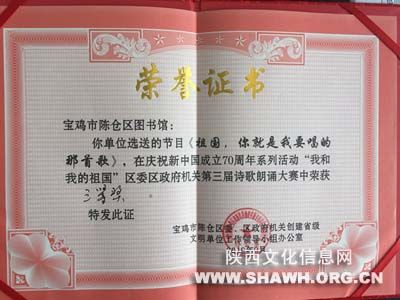 荣誉证书
宝鸡市陈仓区图书馆：
你单位选送的节目《祖国，你就是我要唱的
那首歌》，在庆祝新中国成立70周年系列活动“我和
我的祖国”区委区政府机关第三届诗歌朗诵大赛中荣获
三等奖
特发此证
宝鸡市陈仓区委、区政府机关创建省级
文明单位工作领导小组办公室
陕西文化信息网
WWW.SHAWH.ORG.CN